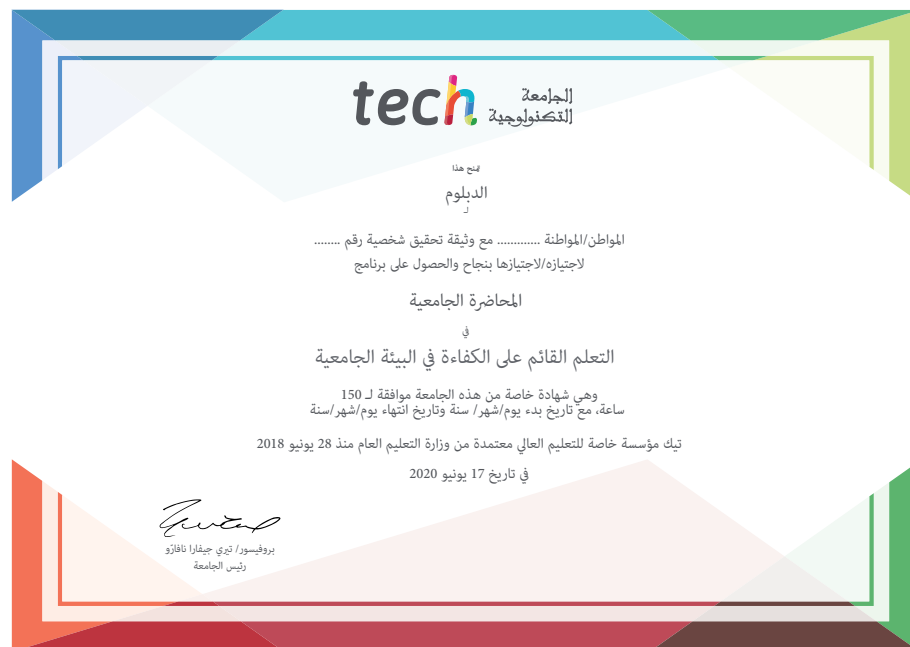 tech الجامعة
التكنولوجية
يمنح هذا
الدبلوم
لـ
المواطن/المواطنة ............. مع وثيقة تحقيق شخصية رقم ........
لاجتيازه/لاجتيازها بنجاح والحصول على برنامج
المحاضرة الجامعية
في
التعلم القائم على الكفاءة في البيئة الجامعية
وهي شهادة خاصة من هذه الجامعة موافقة لـ 150
ساعة، مع تاريخ بدء يوم/شهر/ سنة وتاريخ انتهاء يوم/شهر/سنة
تيك مؤسسة خاصة للتعليم العالي معتمدة من وزارة التعليم العام منذ 28 يونيو 2018
في تاريخ 17 يونيو 2020
بروفيسور/ تيري جيفارا نافارّو
رئيس الجامعة